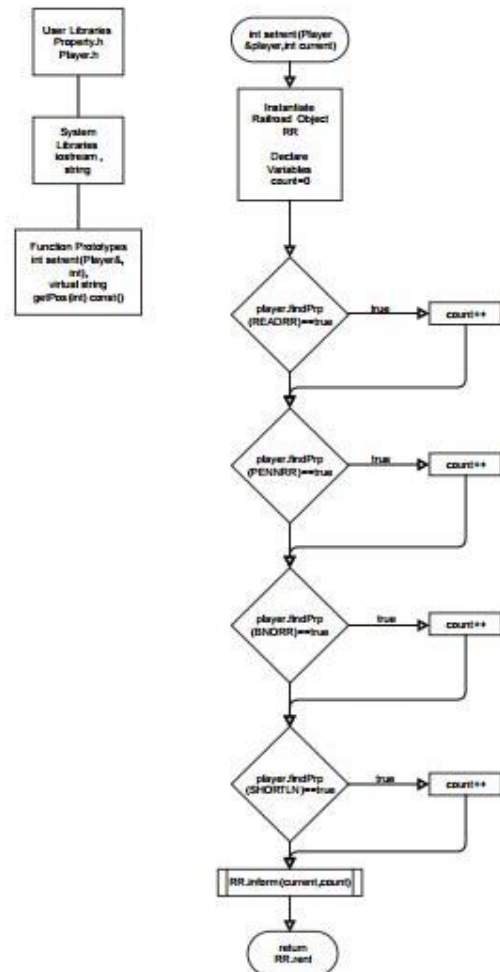 User Libraries
Property.h
Player.h
System
Libraries
iostream ,
string
Function Prototypes
int setrent(Player&,
int),
virtual string
getPos(int) const()
int setrent(Player
&player,int current)
Instantiate
Railroad Object
RR
Declare
Variables
count=0
player.findPrp
(READRR)==true
true
count++
player.findPrp
(PENNRR)==true
true
count++
player.findPrp
(BNORR)==true
true
count++
player.findPrp
(SHORTLN)==true
true
count++
RR.inform(current,count)
return
RR.rent